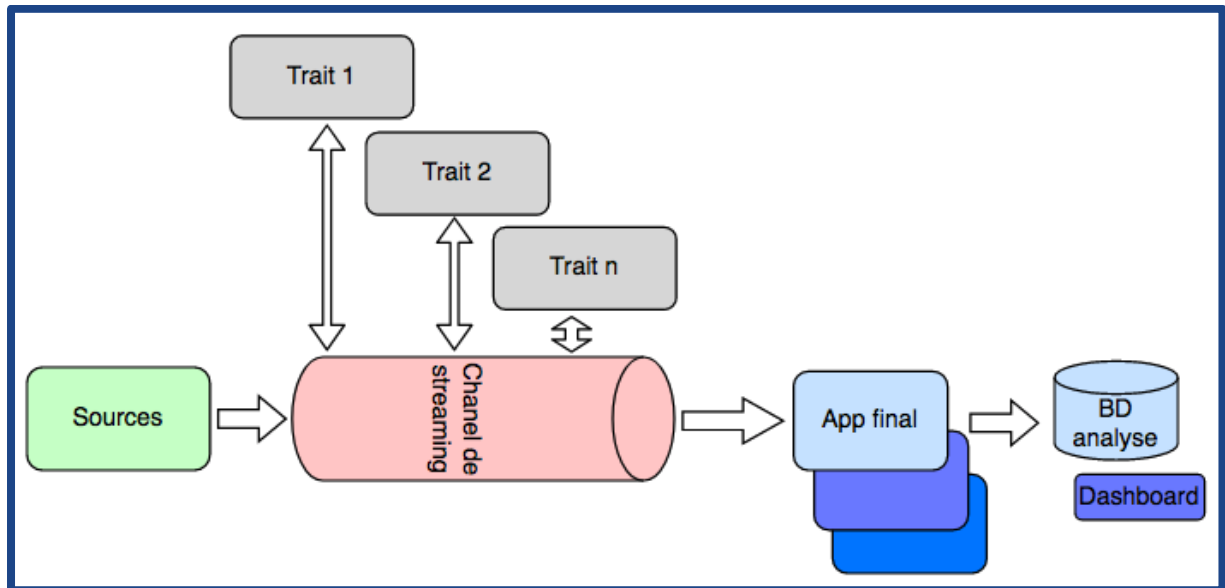 Trait 1
Trait 2
Trait n
Sources
Chanel de
streaming
App final
BD
analyse
Dashboard